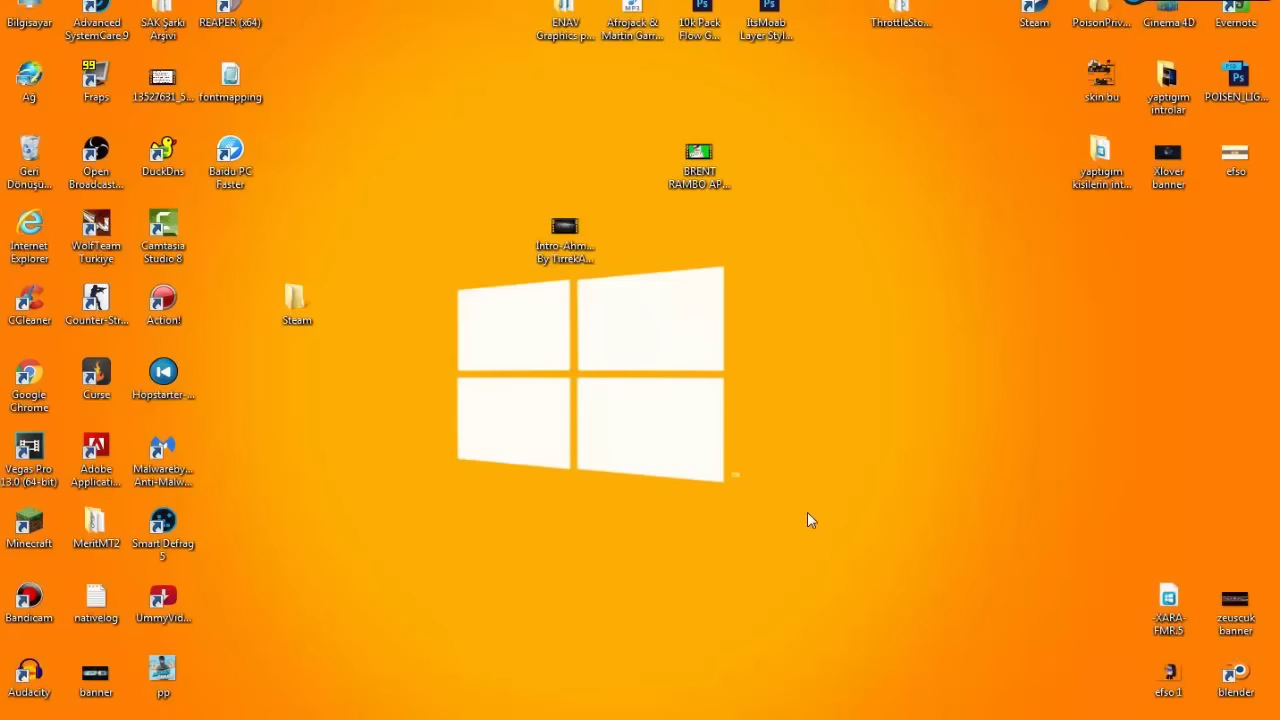 Bilgisayar
Advanced
SystemCare 9
SAK Şarkı
Arşivi
REAPER (x64)
ENAV
Graphics p...
Afrojack &
Martin Garr...
10k Pack
Flow G...
ItsMoab
Layer Styl...
ThrottleSto...
Steam
PoisonPriv...
Cinema 4D
Evernote
Ağ
99
Fraps
13527631_5...
fontmapping
skin bu
yaptıgım
introlar
POISEN_LIG...
Geri
Dönüşü...
Open
Broadcast...
DuckDns
Baidu PC
Faster
BRENT
RAMBO AP...
yaptıgım
kisilerin int...
Xlover
banner
efso
Internet
Explorer
WolfTeam
Türkiye
Camtasia
Studio 8
Intro-Ahm...
By TirrekA...
CCleaner
Counter-Str...
Action!
Steam
Google
Chrome
Curse
Hopstarter-...
Vegas Pro
13.0 (64-bit)
Adobe
Applicati...
Malwareby...
Anti-Malw...
Minecraft
MeritMT2
Smart Defrag
5
Bandicam
nativelog
UmmyVid...
-XARA-
FMR.5
zeuscuk
banner
Audacity
banner
pp
efso 1
blender